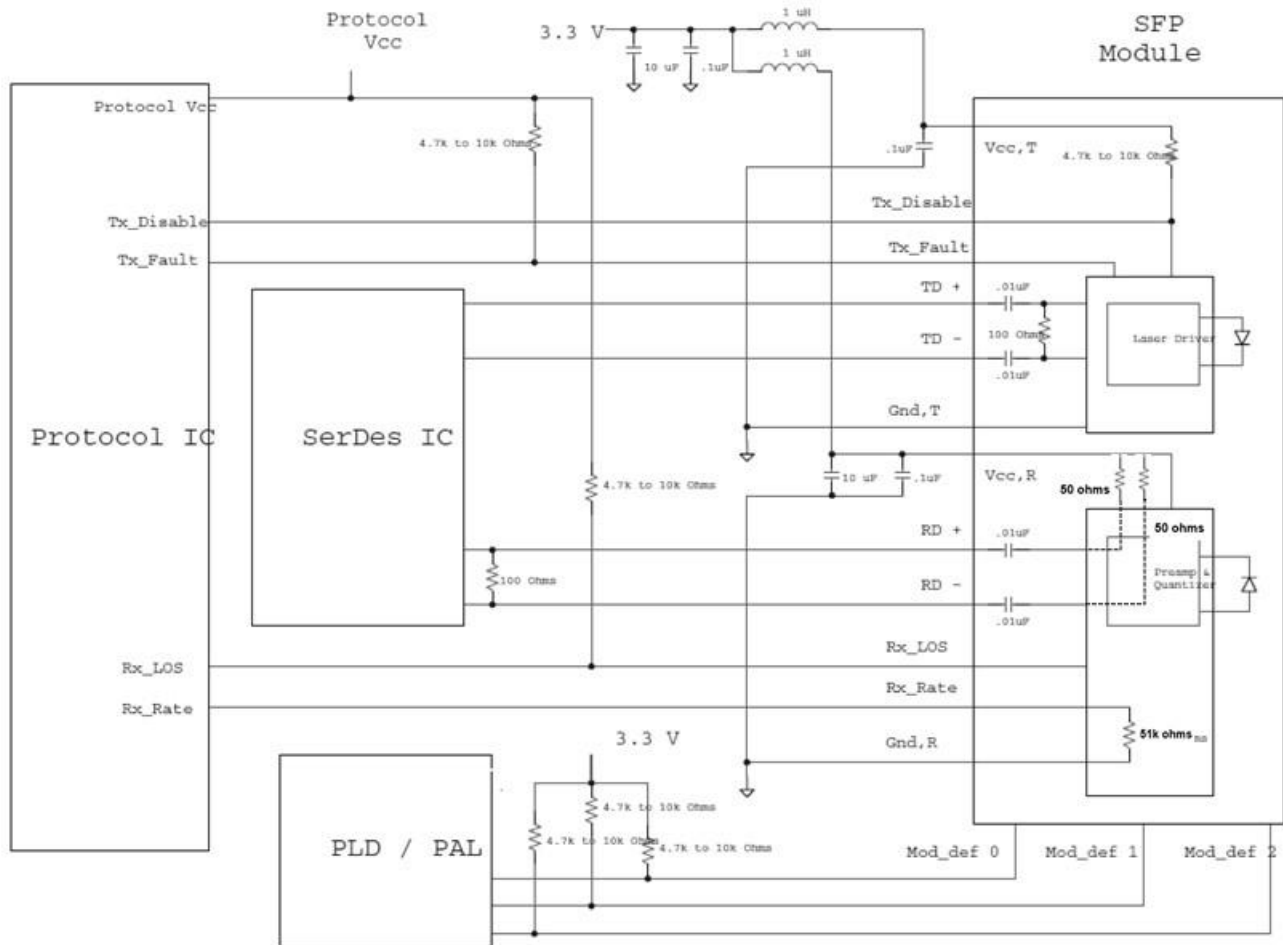 Protocol
Vcc
3.3 V
1 uH
1 uH
10 uF
.1uF
SFP
Module
Protocol Vcc
4.7k to 10k Ohms
.1uF
Vcc,T
4.7k to 10k Ohms
Tx_Disable
Tx_Disable
Tx_Fault
Tx_Fault
TD +
.01uF
100 Ohms
Laser Driver
TD -
.01uF
Gnd,T
Protocol IC
SerDes IC
4.7k to 10k Ohms
10 uF
.1uF
Vcc,R
50 ohms
50 ohms
RD +
.01uF
100 Ohms
Preamp &
Quantizer
RD -
.01uF
Rx_LOS
Rx_LOS
Rx_Rate
Rx_Rate
51k ohms
Gnd,R
3.3 V
4.7k to 10k Ohms
4.7k to 10k Ohms
4.7k to 10k Ohms
PLD / PAL
Mod_def 0
Mod_def 1
Mod_def 2